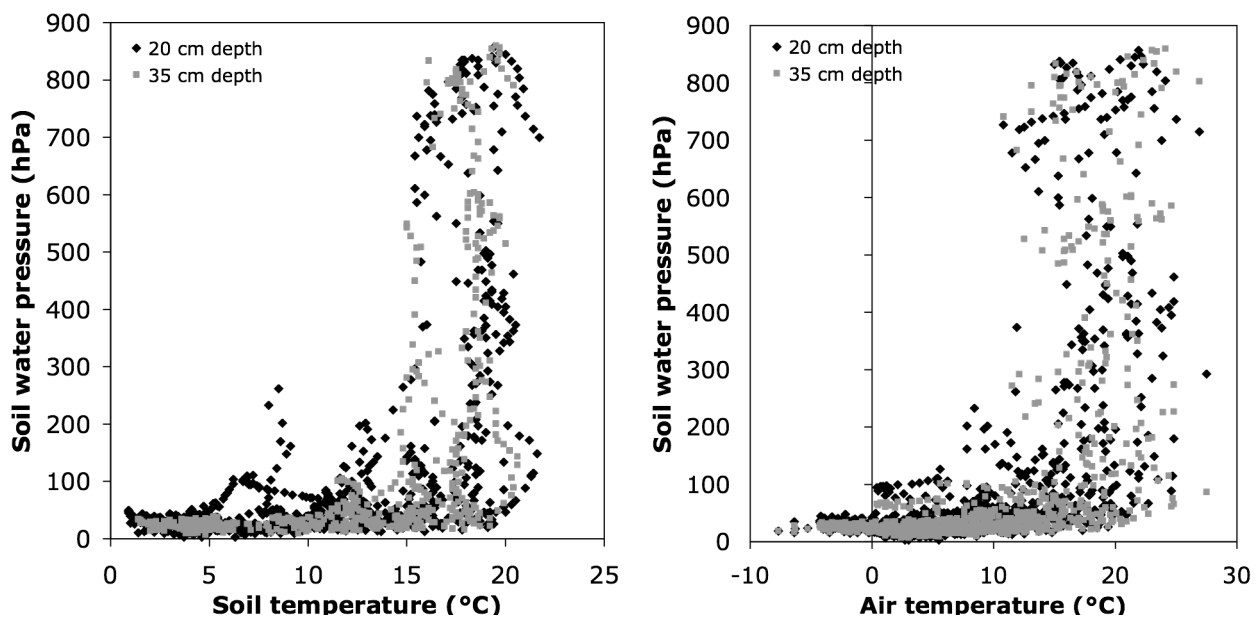 900
800
700
600
500
400
300
200
100
0
Soil water pressure (hPa)
20 cm depth
35 cm depth
0 5 10 15 20 25
Soil temperature (°C)
900
800
700
600
500
400
300
200
100
0
Soil water pressure (hPa)
20 cm depth
35 cm depth
-10 0 10 20 30
Air temperature (°C)